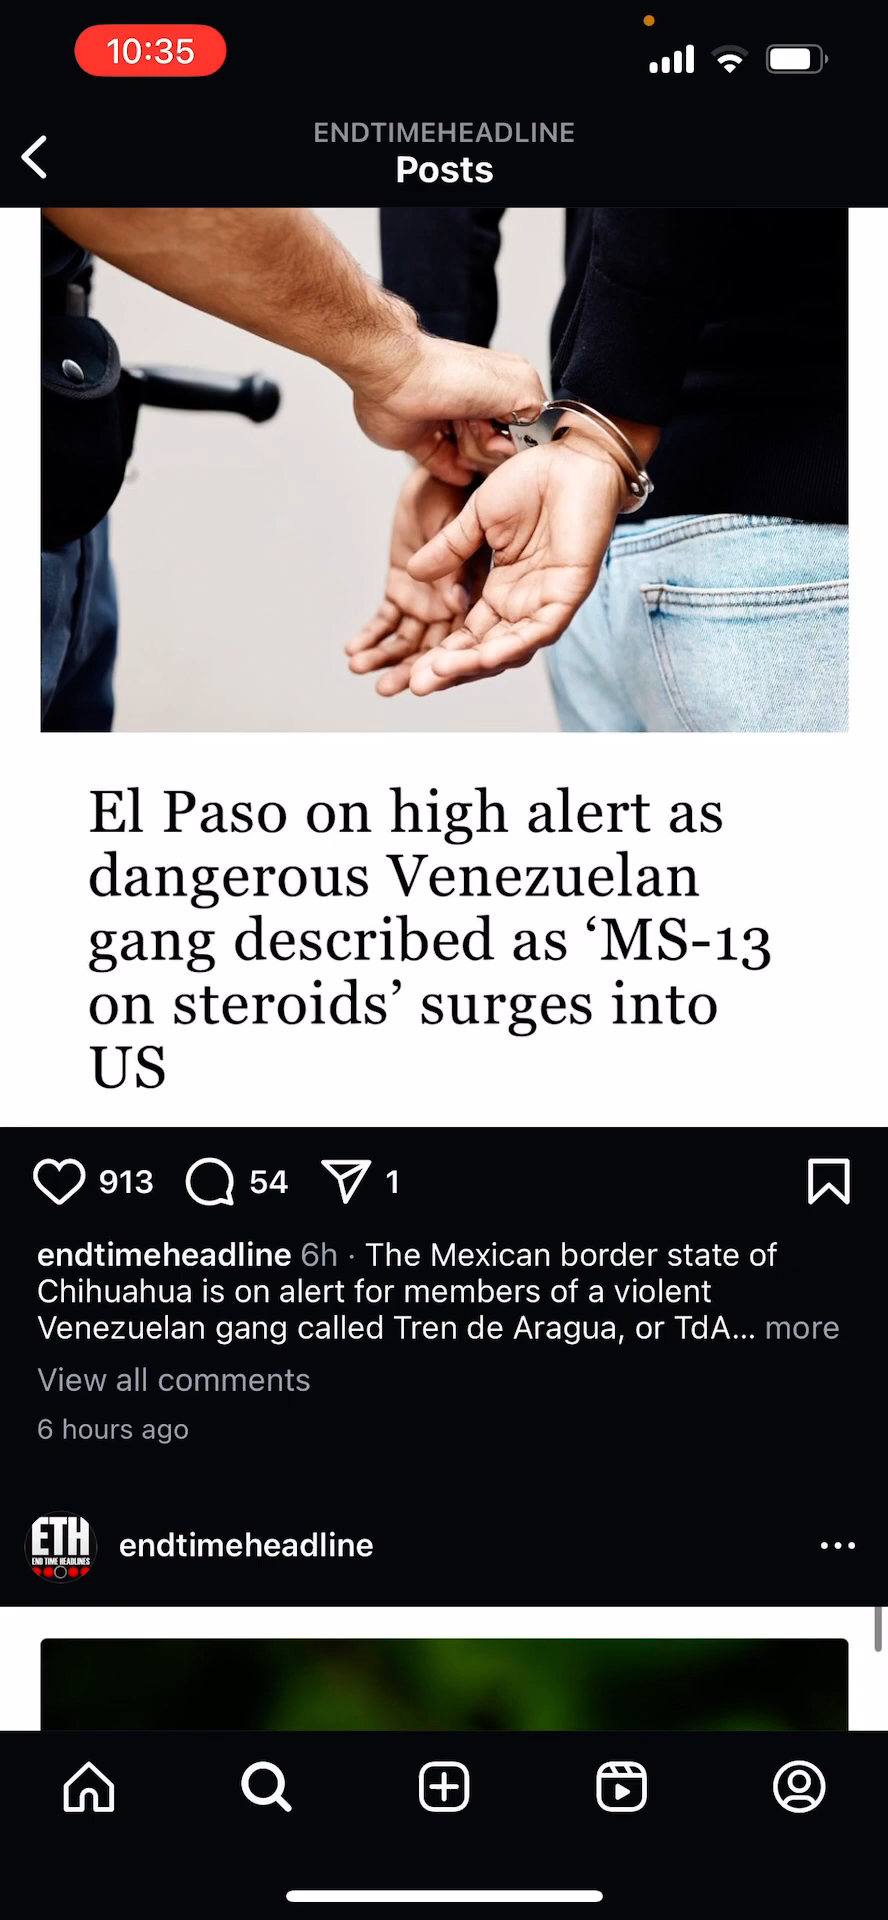 10:35
ENDTIMEHEADLINE
Posts
El Paso on high alert as
dangerous Venezuelan
gang described as ‘MS-13
on steroids’ surges into
US
913 54 1
endtimeheadline 6h · The Mexican border state of
Chihuahua is on alert for members of a violent
Venezuelan gang called Tren de Aragua, or TdA... more
View all comments
6 hours ago
ETH
END TIME HEADLINES
endtimeheadline